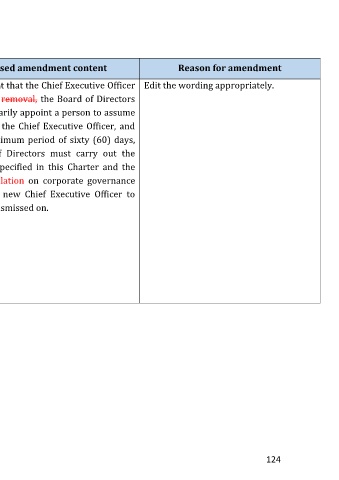 sed amendment content
Reason for amendment
t that the Chief Executive Officer
removal, the Board of Directors
arily appoint a person to assume
the Chief Executive Officer, and
imum period of sixty (60) days,
f Directors must carry out the
pecified in this Charter and the
lation on corporate governance
new Chief Executive Officer to
smissed on.
Edit the wording appropriately.
124